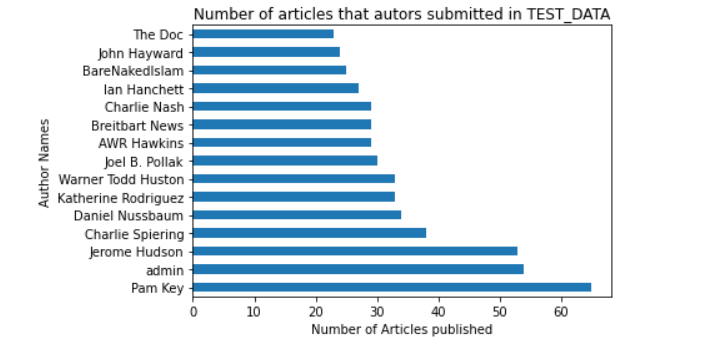 Number of articles that autors submitted in TEST_DATA
The Doc
John Hayward
BareNakedIslam
Ian Hanchett
Charlie Nash
Breitbart News
AWR Hawkins
Joel B. Pollak
Warner Todd Huston
Katherine Rodriguez
Daniel Nussbaum
Charlie Spiering
Jerome Hudson
admin
Pam Key
Author Names
0 10 20 30 40 50 60
Number of Articles published